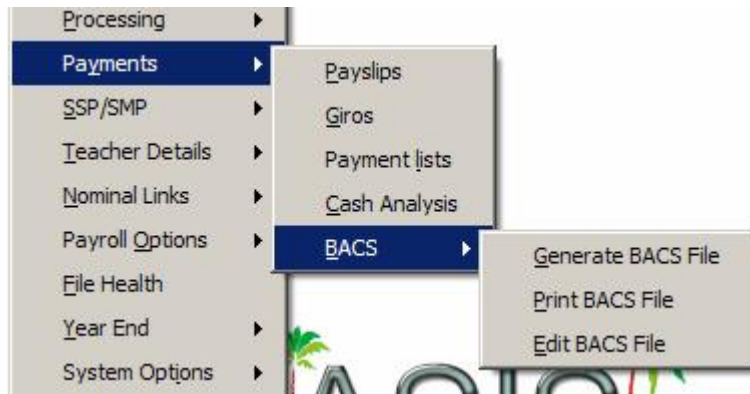 Processing
Payments
SSP/SMP
Teacher Details
Nominal Links
Payroll Options
File Health
Year End
System Options
Payslips
Giros
Payment lists
Cash Analysis
BACS
Generate BACS File
Print BACS File
Edit BACS File